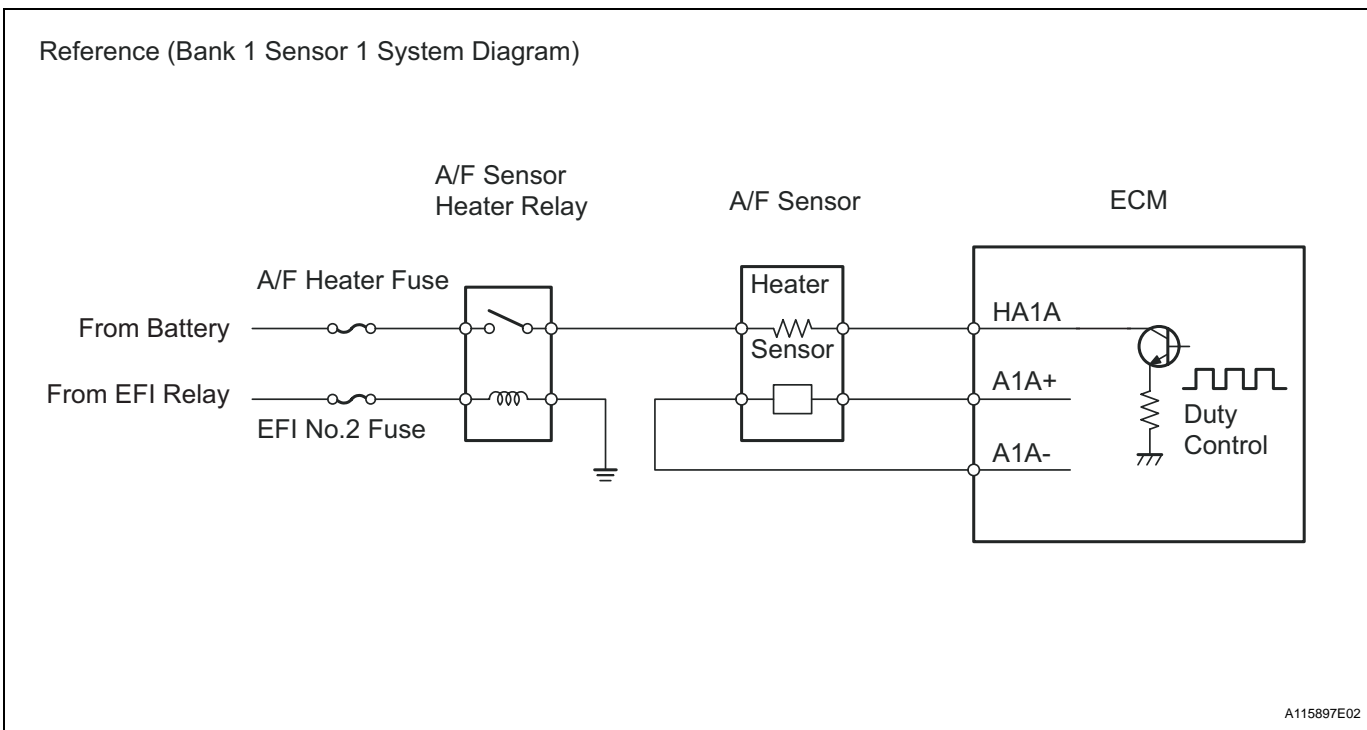 Reference (Bank 1 Sensor 1 System Diagram)
A/F Sensor
Heater Relay
A/F Sensor
ECM
A/F Heater Fuse
From Battery
From EFI Relay
EFI No.2 Fuse
Heater
Sensor
HA1A
A1A+
A1A-
Duty
Control
A115897E02